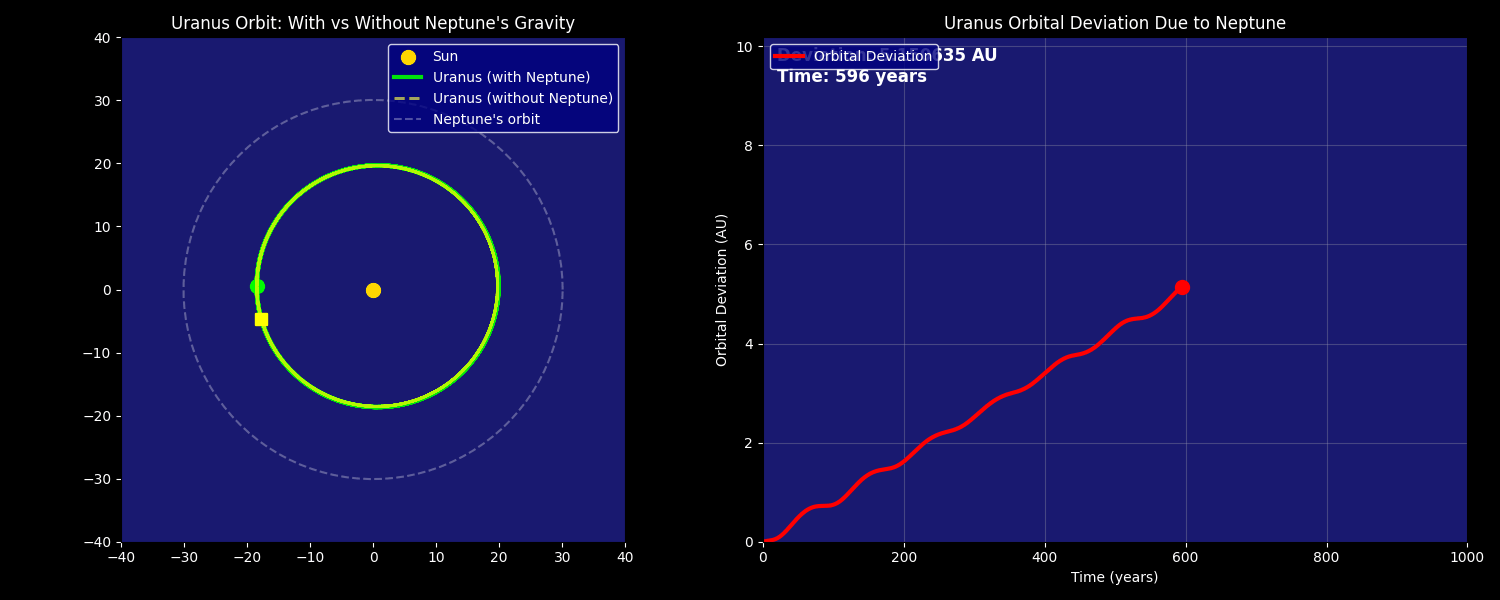 Uranus Orbit: With vs Without Neptune's Gravity
40
30
20
10
0
−10
−20
−30
−40
−40 −30 −20 −10 0 10 20 30 40
Sun
Uranus (with Neptune)
Uranus (without Neptune)
Neptune's orbit
Uranus Orbital Deviation Due to Neptune
Orbital Deviation (AU)
10
8
6
4
2
0
Deviation: 35 AU
Orbital Deviation
Time: 596 years
0 200 400 600 800 1000
Time (years)